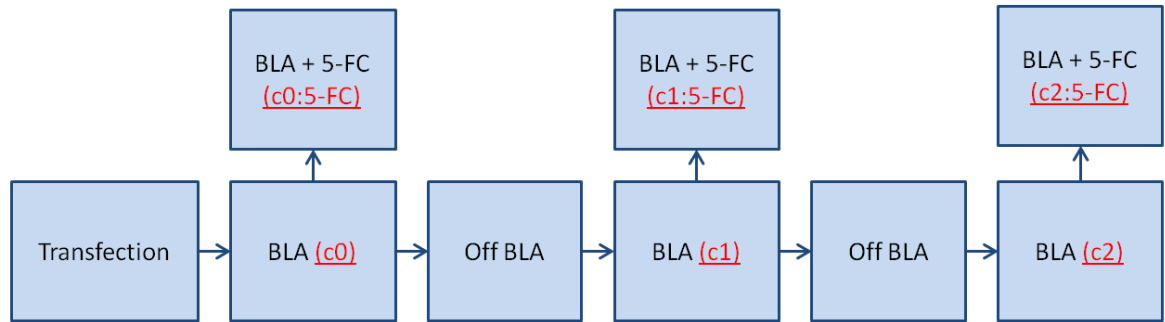 BLA + 5-FC
(c0:5-FC)
BLA + 5-FC
(c1:5-FC)
BLA + 5-FC
(c2:5-FC)
Transfection
BLA (c0)
Off BLA
BLA (c1)
Off BLA
BLA (c2)